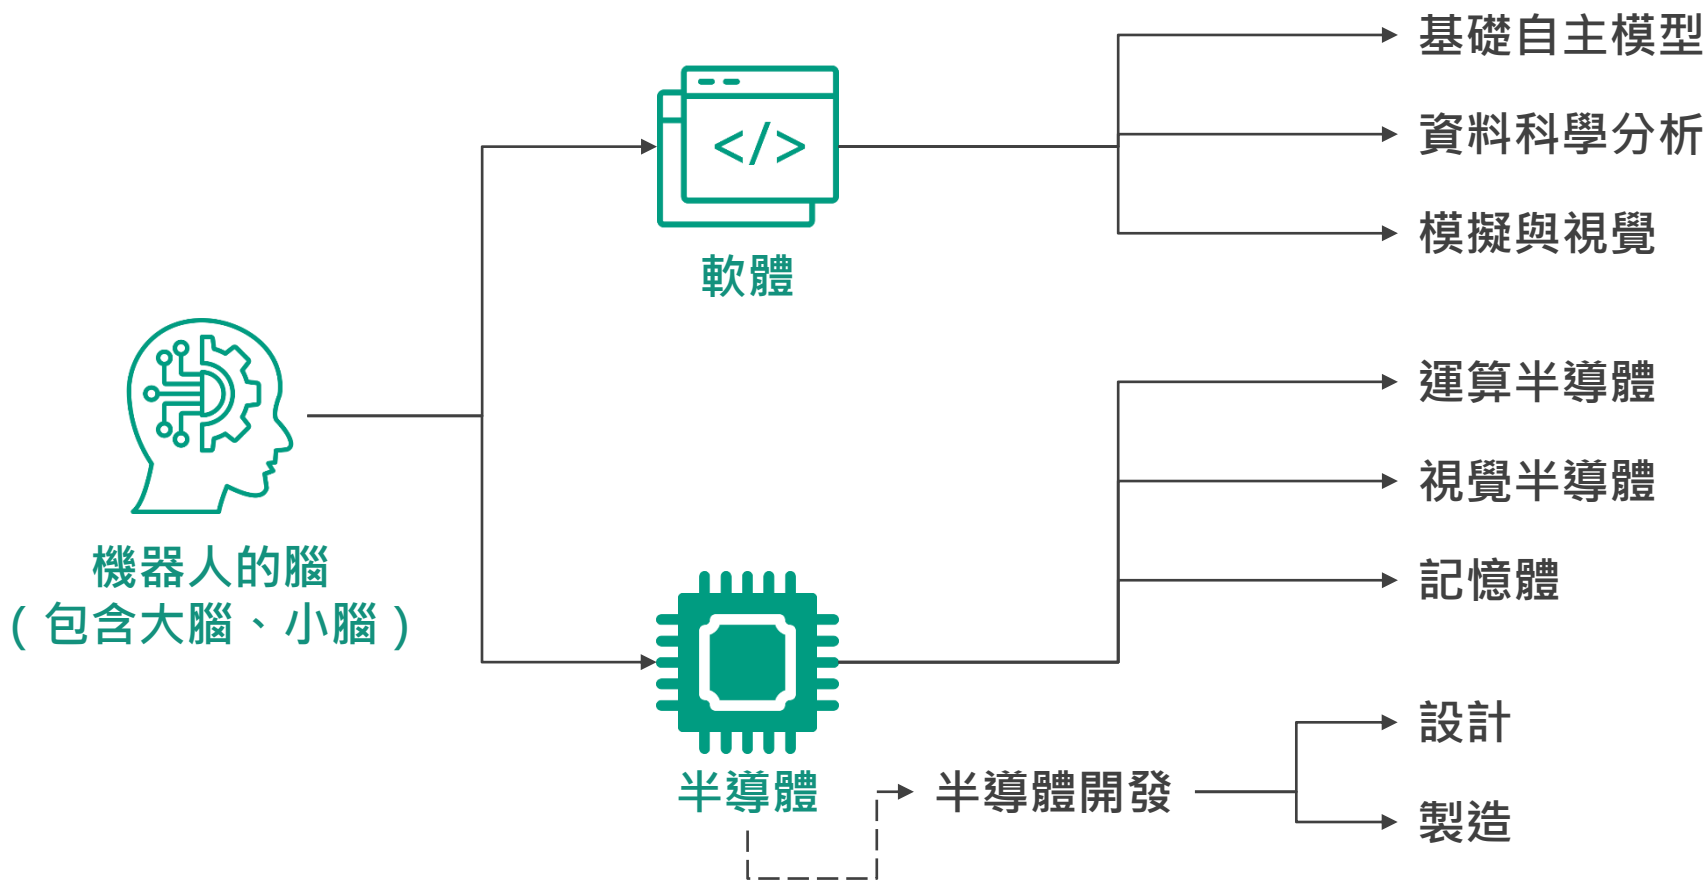 基礎自主模型
資料科學分析
模擬與視覺
</>
軟體
機器人的腦
（包含大腦、小腦）
運算半導體
視覺半導體
記憶體
半導體
半導體開發
設計
製造